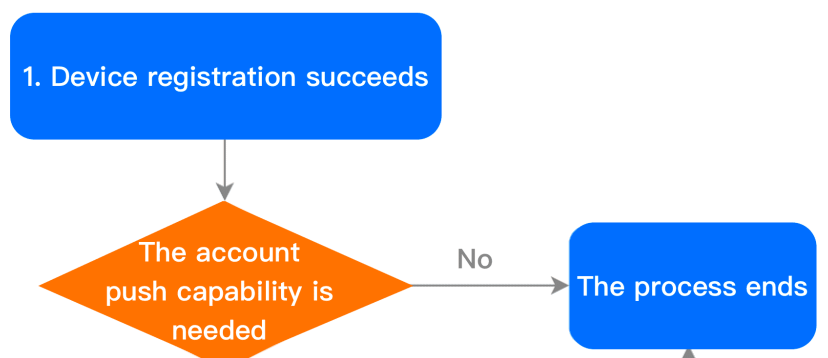 1. Device registration succeeds
The account
push capability is
needed
No
The process ends